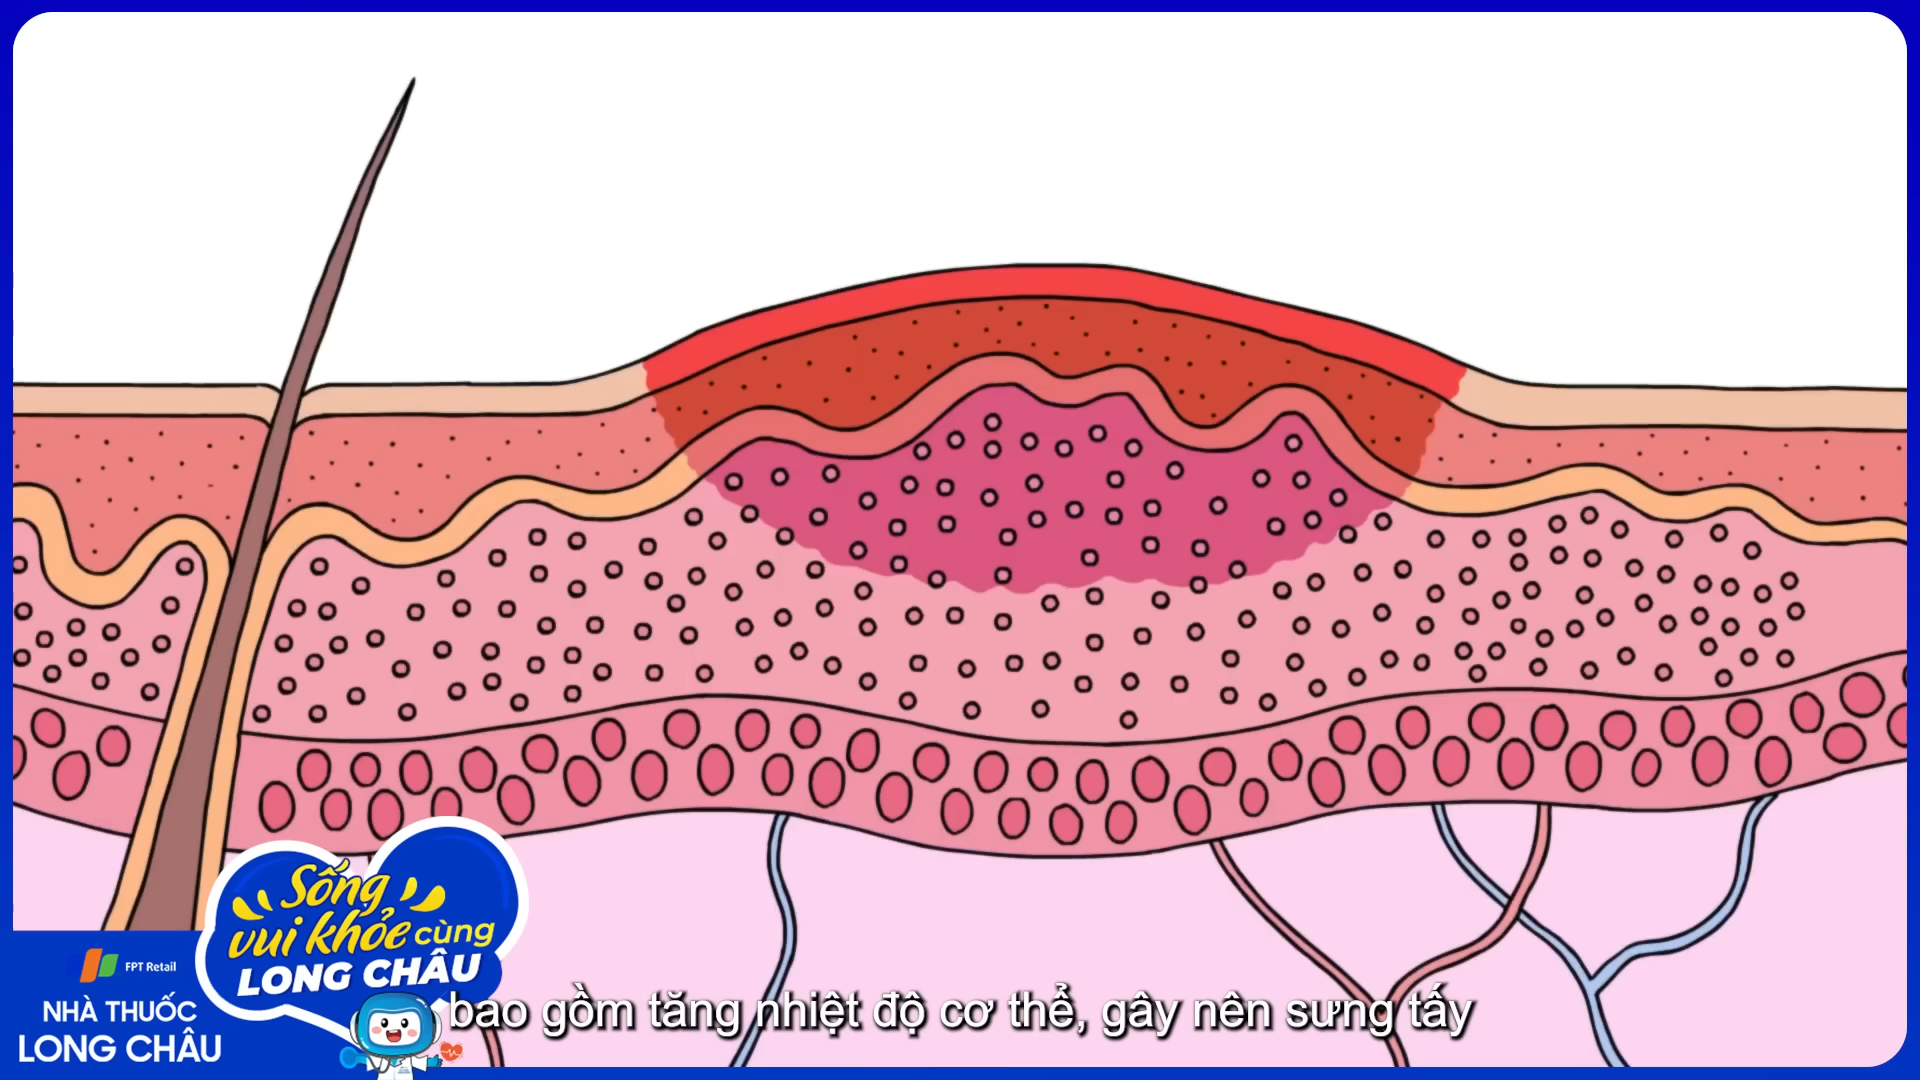 Sống
vui khỏe cùng
LONG CHÂU
FPT Retail
NHÀ THUỐC
LONG CHÂU
bao gồm tăng nhiệt độ cơ thể, gây nên sưng tấy